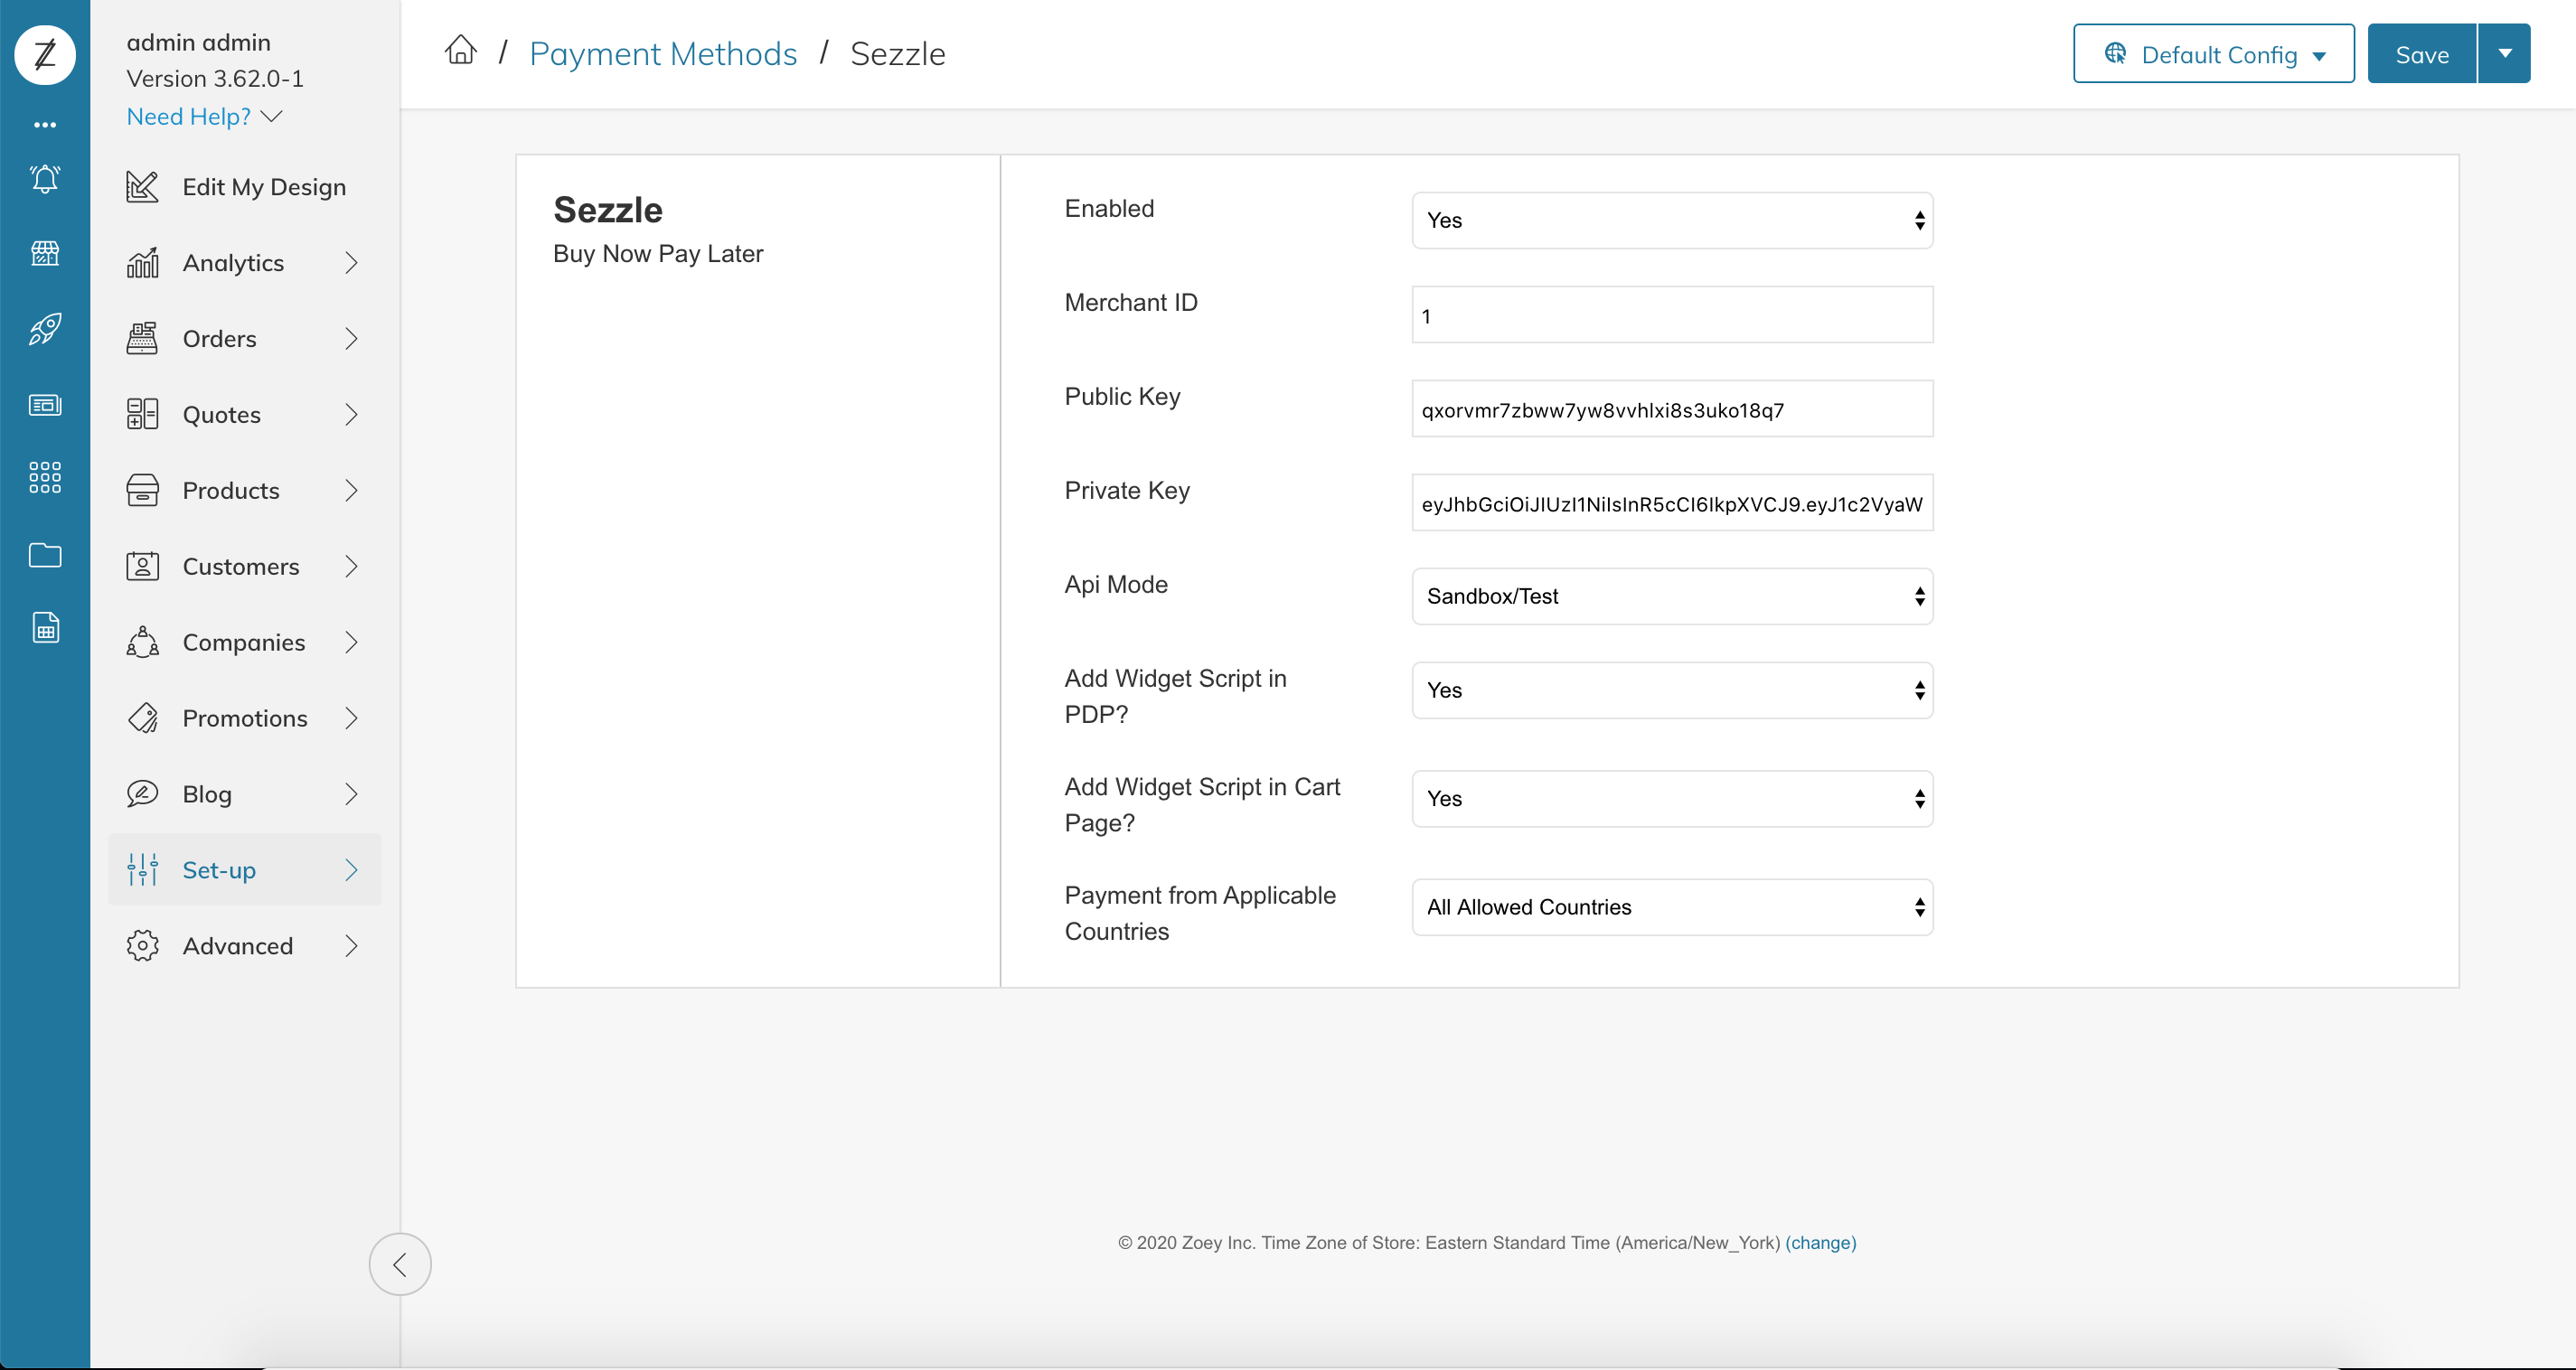 admin admin
Version 3.62.0-1
Need Help?
Edit My Design
Analytics
Orders
Quotes
Products
Customers
Companies
Promotions
Blog
Set-up
Advanced
/ Payment Methods / Sezzle
Default Config
Save
Sezzle
Buy Now Pay Later
Enabled
Yes
Merchant ID
1
Public Key
qxorvmr7zbww7yw8vvhlxi8s3uko18q7
Private Key
eyJhbGciOiJIUzI1NiIsInR5cCI6IkpXVCJ9.eyJ1c2VyaW
Api Mode
Sandbox/Test
Add Widget Script in
PDP?
Yes
Add Widget Script in Cart
Page?
Yes
Payment from Applicable
Countries
All Allowed Countries
© 2020 Zoey Inc. Time Zone of Store: Eastern Standard Time (America/New_York) (change)